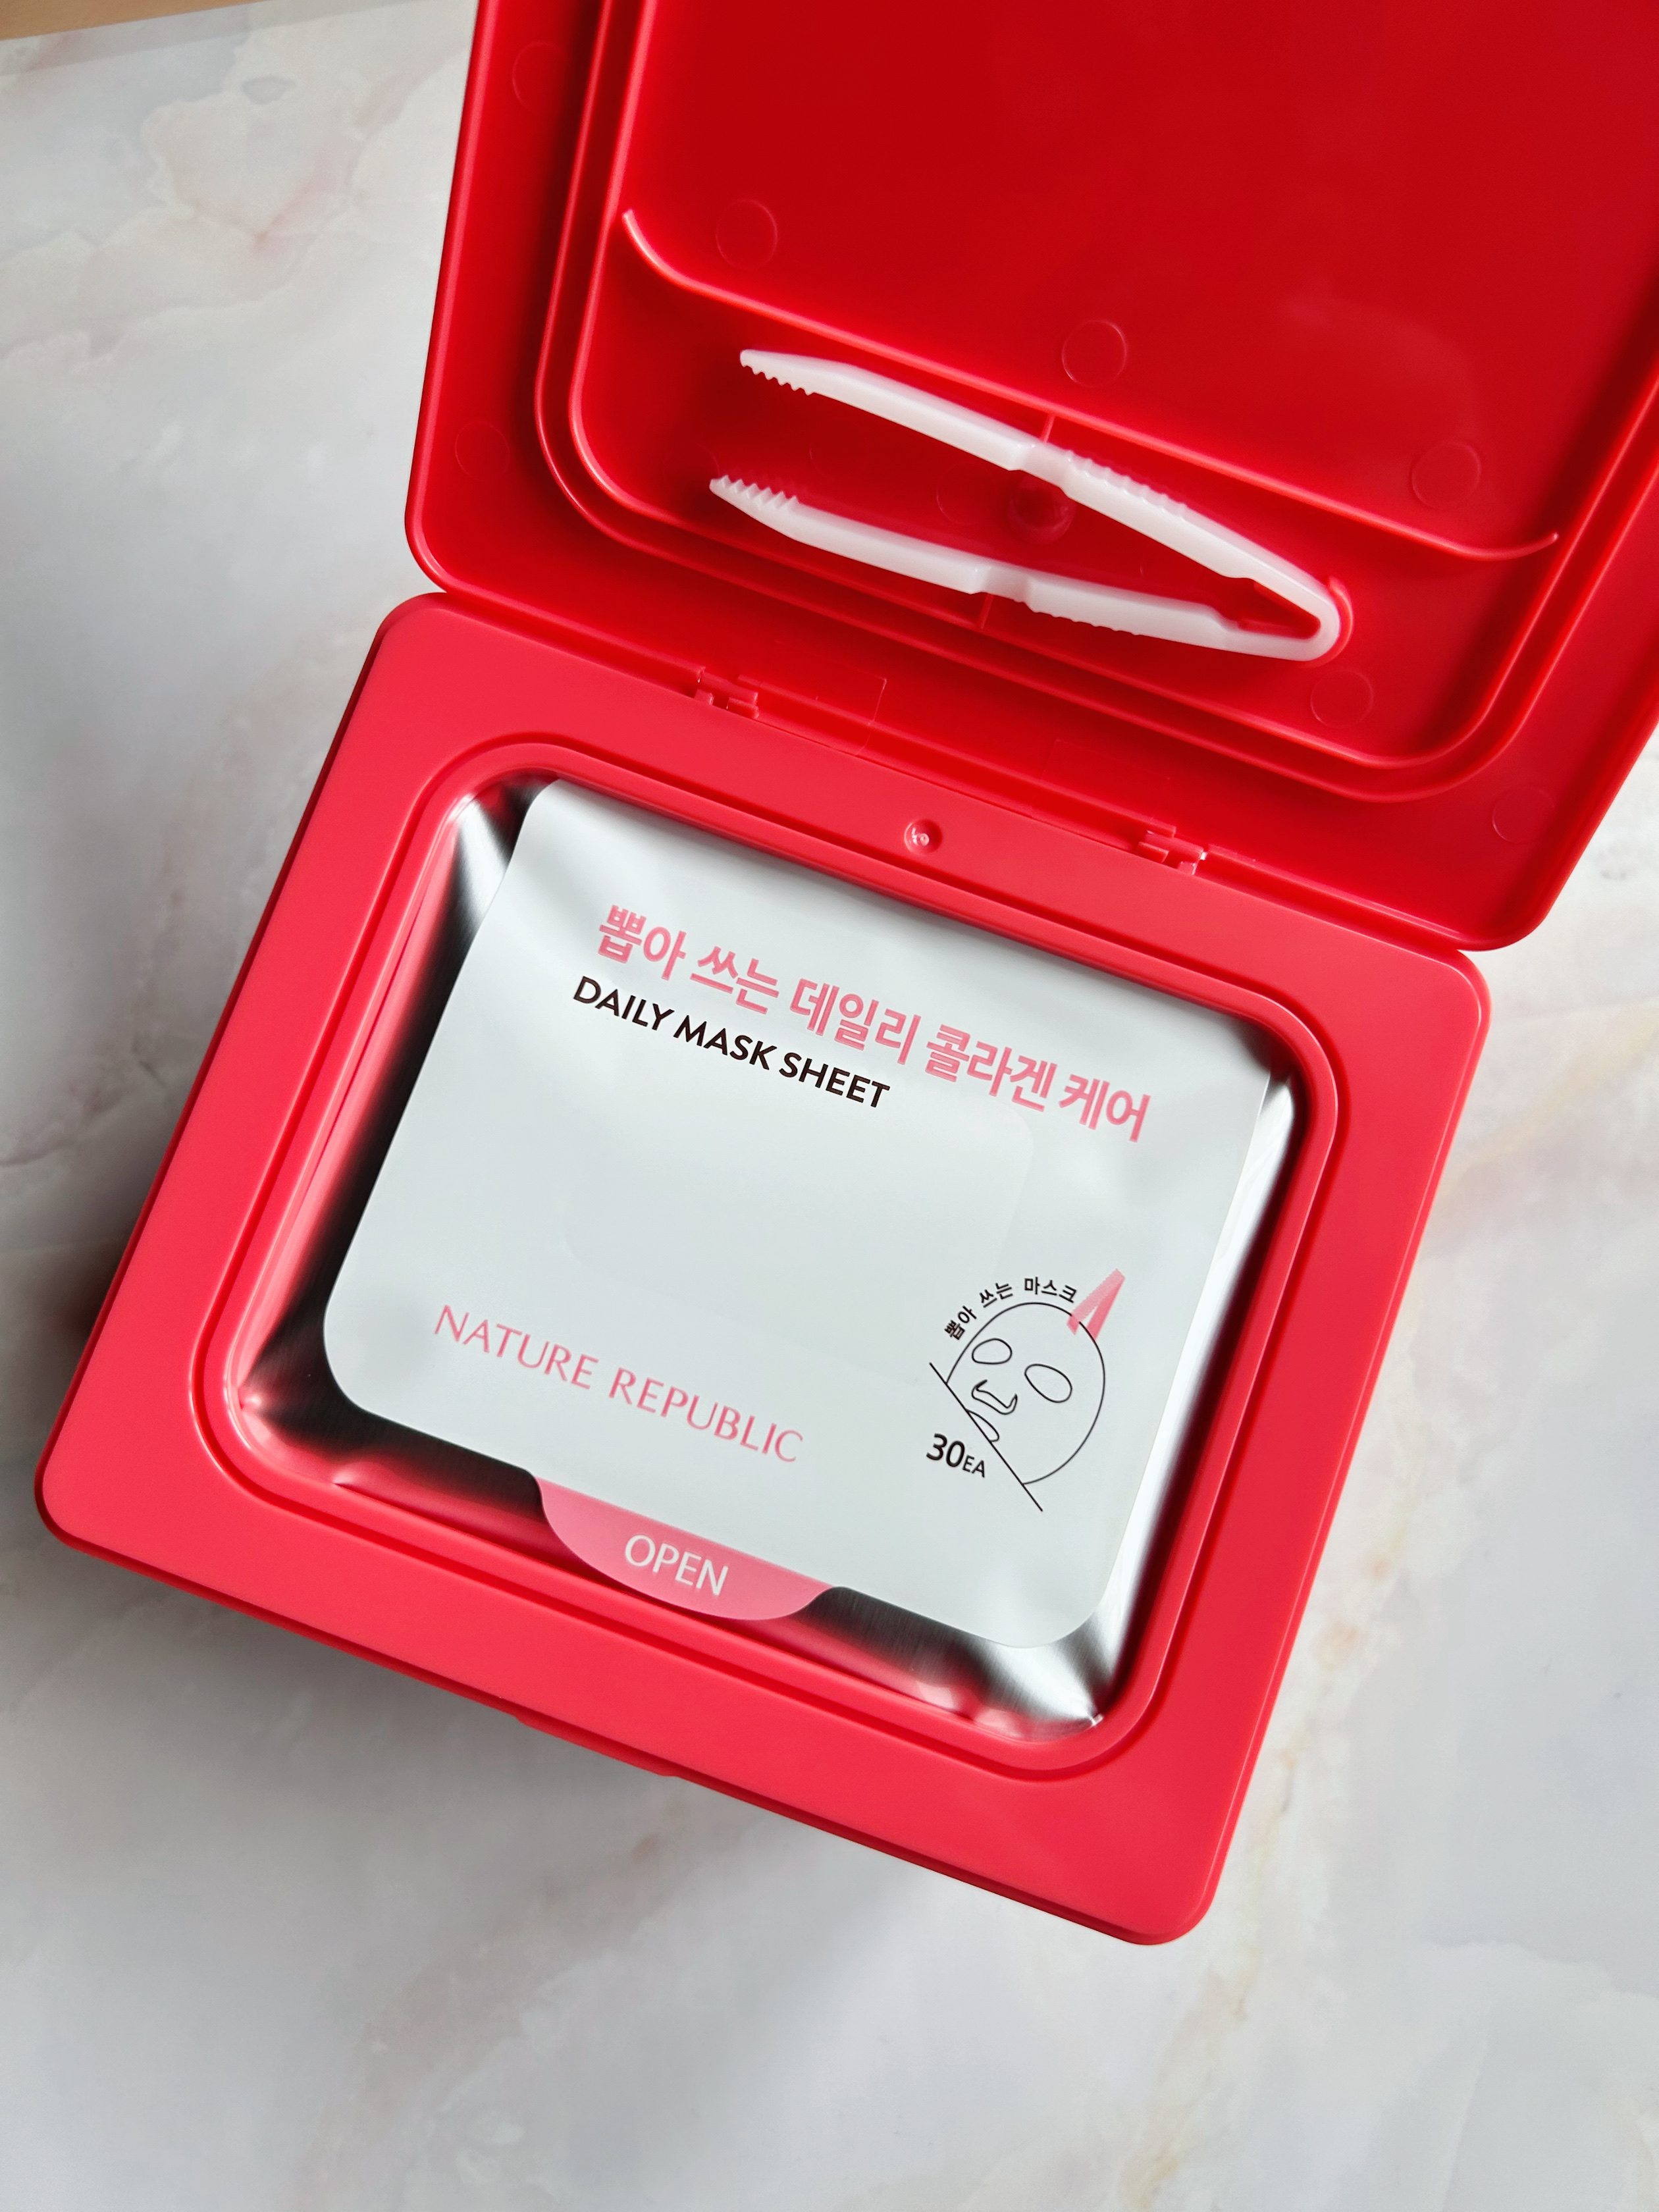 뽑아 쓰는 데일리 콜라겐 케어
DAILY MASK SHEET
뽑아 쓰는 마스크
30EA
NATURE REPUBLIC
OPEN